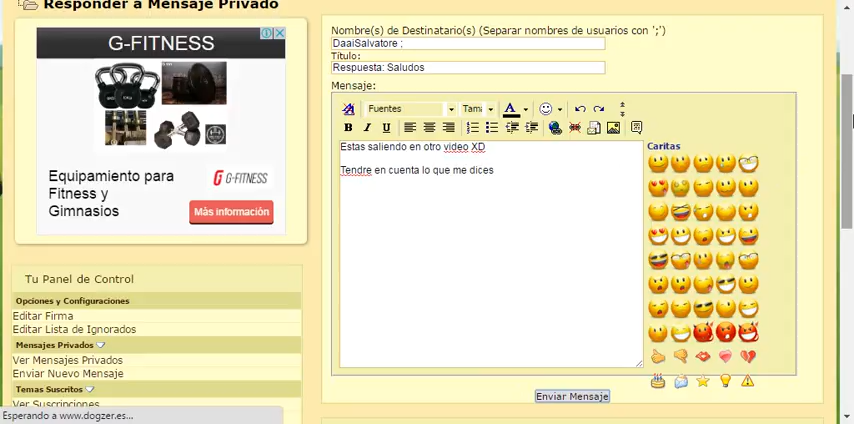 Responder a Mensaje Privado
G-FITNESS
Equipamiento para
Fitness y
Gimnasios
G-FITNESS
Más información
Tu Panel de Control
Opciones y Configuraciones
Editar Firma
Editar Lista de Ignorados
Mensajes Privados
Ver Mensajes Privados
Enviar Nuevo Mensaje
Temas Suscritos
Ver Suscripciones
Esperando a www.dogzer.es...
Nombre(s) de Destinatario(s) (Separar nombres de usuarios con ';')
DaaiSalvatore ;
Título:
Respuesta: Saludos
Mensaje:
Fuentes
Tama
A
B I U
Estas saliendo en otro video XD
Tendre en cuenta lo que me dices
Caritas
Enviar Mensaje